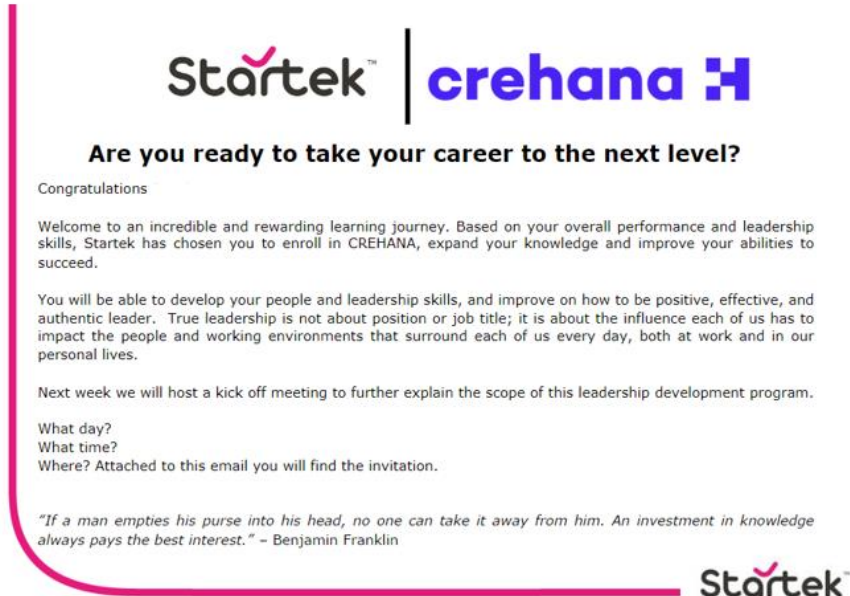 Startek™ crehana
Are you ready to take your career to the next level?
Congratulations
Welcome to an incredible and rewarding learning journey. Based on your overall performance and leadership
skills, Startek has chosen you to enroll in CREHANA, expand your knowledge and improve your abilities to
succeed.
You will be able to develop your people and leadership skills, and improve on how to be positive, effective, and
authentic leader. True leadership is not about position or job title; it is about the influence each of us has to
impact the people and working environments that surround each of us every day, both at work and in our
personal lives.
Next week we will host a kick off meeting to further explain the scope of this leadership development program.
What day?
What time?
Where? Attached to this email you will find the invitation.
"If a man empties his purse into his head, no one can take it away from him. An investment in knowledge
always pays the best interest." – Benjamin Franklin
Startek™